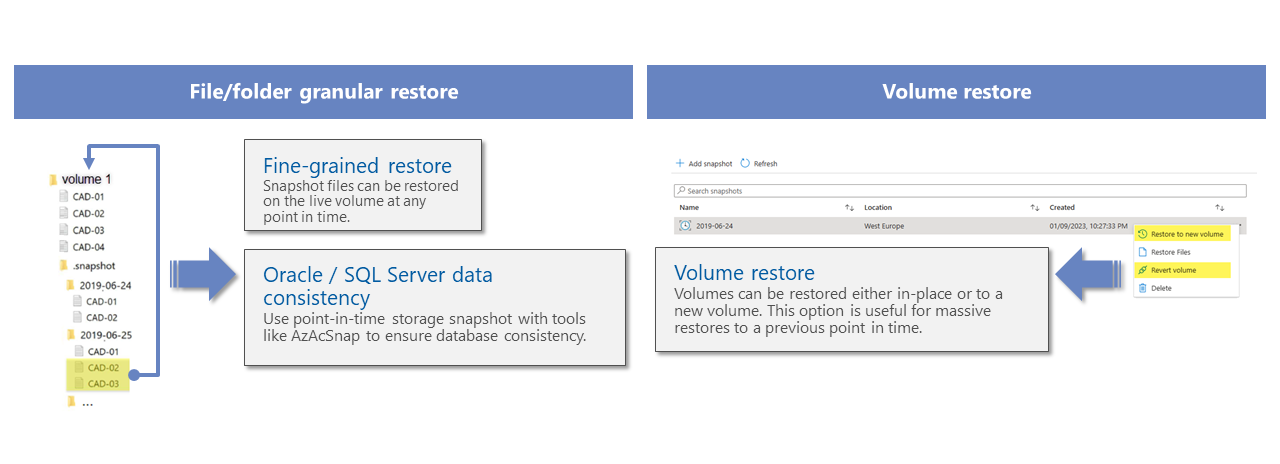 File/folder granular restore
volume 1
CAD-01
CAD-02
CAD-03
CAD-04
.snapshot
2019-06-24
CAD-01
CAD-02
2019-06-25
CAD-01
CAD-02
CAD-03
...
Fine-grained restore
Snapshot files can be restored
on the live volume at any
point in time.
Oracle / SQL Server data
consistency
Use point-in-time storage snapshot with tools
like AzAcSnap to ensure database consistency.
Volume restore
Add snapshot Refresh
Search snapshots
Name Location Created
2019-06-24 West Europe 01/09/2023, 10:27:33 PM
Restore to new volume
Restore Files
Revert volume
Delete
Volume restore
Volumes can be restored either in-place or to a
new volume. This option is useful for massive
restores to a previous point in time.